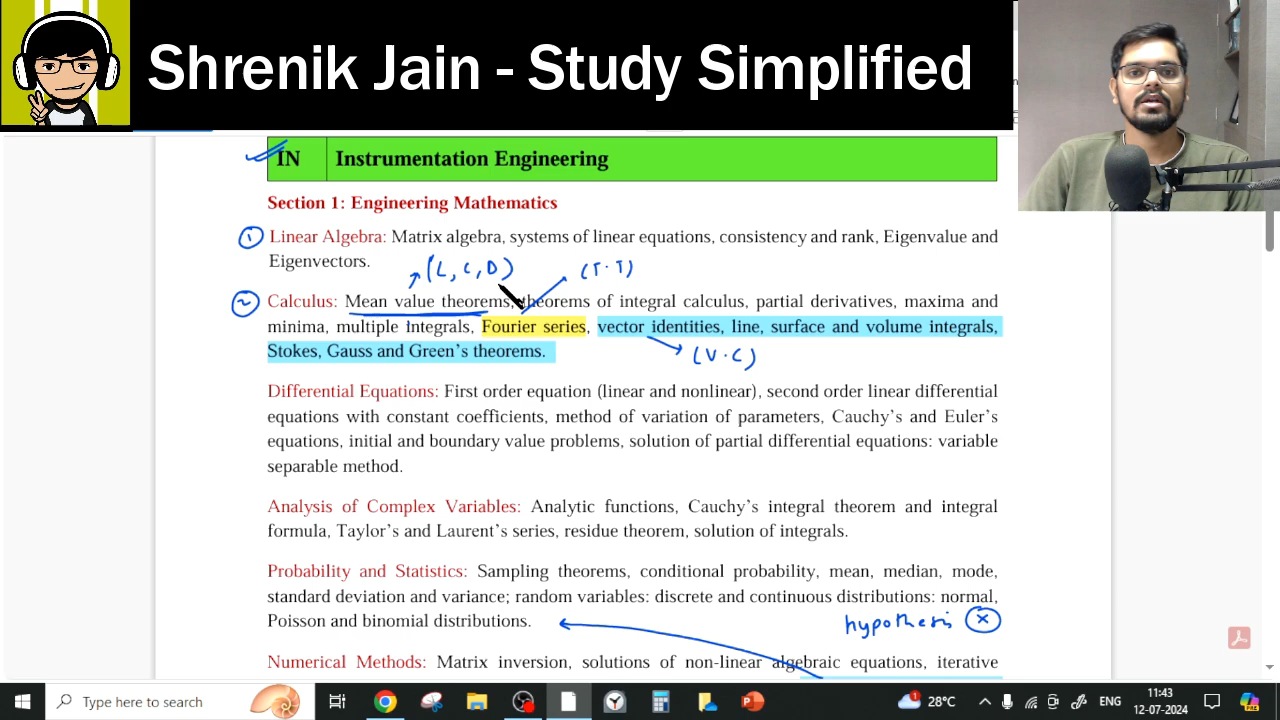 Shrenik Jain - Study Simplified
IN Instrumentation Engineering
Section 1: Engineering Mathematics
1 Linear Algebra: Matrix algebra, systems of linear equations, consistency and rank, Eigenvalue and
Eigenvectors.
(L, C, D) (T.T)
2 Calculus: Mean value theorems, theorems of integral calculus, partial derivatives, maxima and
minima, multiple integrals, Fourier series, vector identities, line, surface and volume integrals,
Stokes, Gauss and Green's theorems.
(V.C)
Differential Equations: First order equation (linear and nonlinear), second order linear differential
equations with constant coefficients, method of variation of parameters, Cauchy's and Euler's
equations, initial and boundary value problems, solution of partial differential equations: variable
separable method.
Analysis of Complex Variables: Analytic functions, Cauchy's integral theorem and integral
formula, Taylor's and Laurent's series, residue theorem, solution of integrals.
Probability and Statistics: Sampling theorems, conditional probability, mean, median, mode,
standard deviation and variance; random variables: discrete and continuous distributions: normal,
Poisson and binomial distributions.
hypothesis x
Numerical Methods: Matrix inversion, solutions of non-linear algebraic equations, iterative
Type here to search
1
28°C
ENG
11:43
12-07-2024